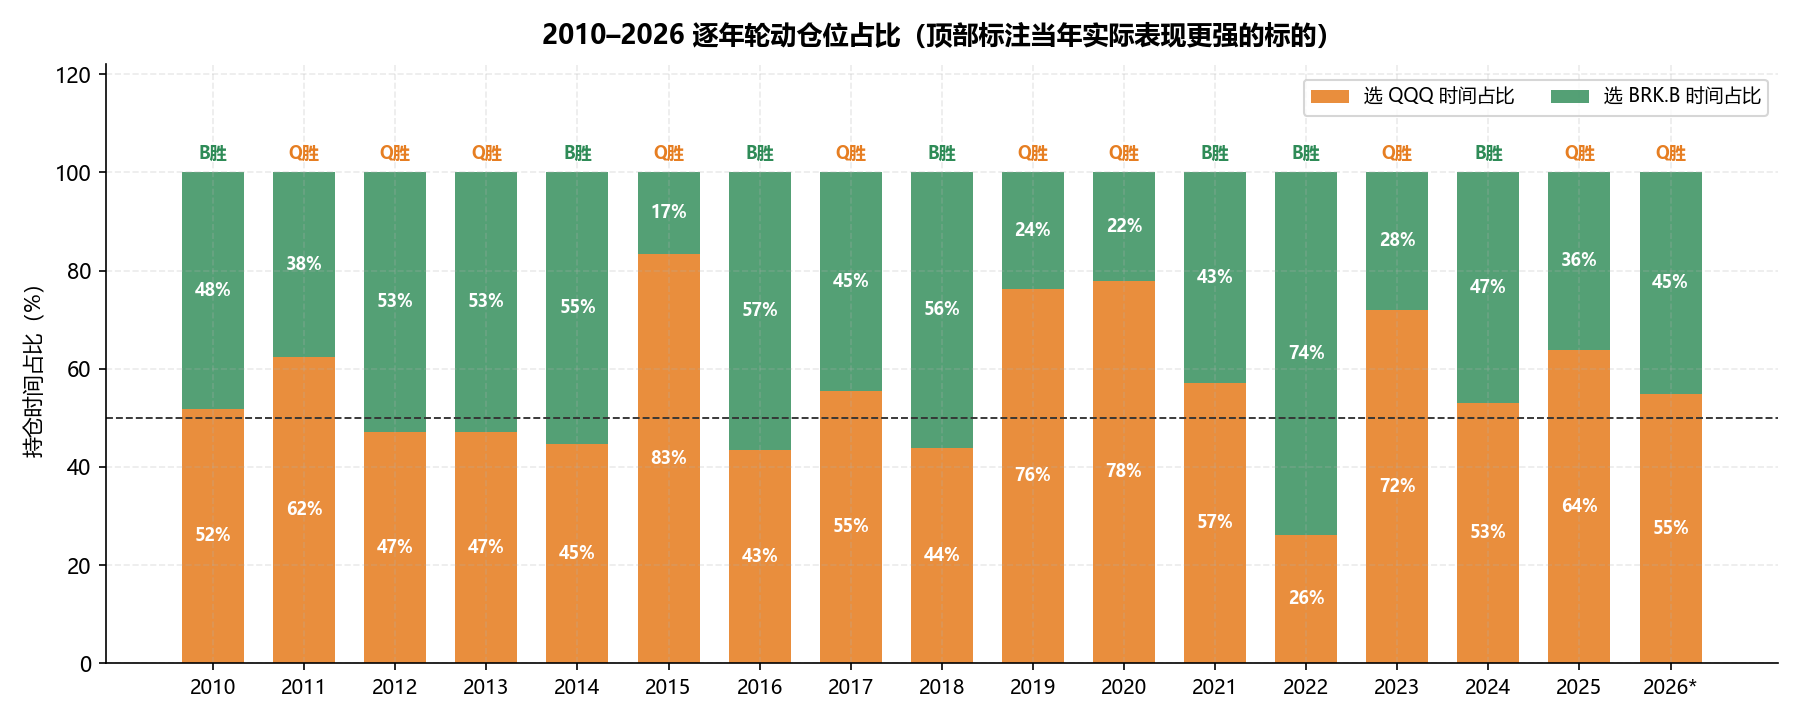 2010–2026 逐年轮动仓位占比（顶部标注当年实际表现更强的标的）
持仓时间占比（%）
120
100
80
60
40
20
0
选 QQQ 时间占比 选 BRK.B 时间占比
B胜 Q胜 Q胜 Q胜 B胜 Q胜 B胜 Q胜 B胜 Q胜 Q胜 B胜 B胜 Q胜 B胜 Q胜 Q胜
48% 38% 53% 53% 55% 17% 57% 45% 56% 24% 22% 43% 74% 28% 47% 36% 45%
52% 62% 47% 47% 45% 83% 43% 55% 44% 76% 78% 57% 26% 72% 53% 64% 55%
2010 2011 2012 2013 2014 2015 2016 2017 2018 2019 2020 2021 2022 2023 2024 2025 2026*